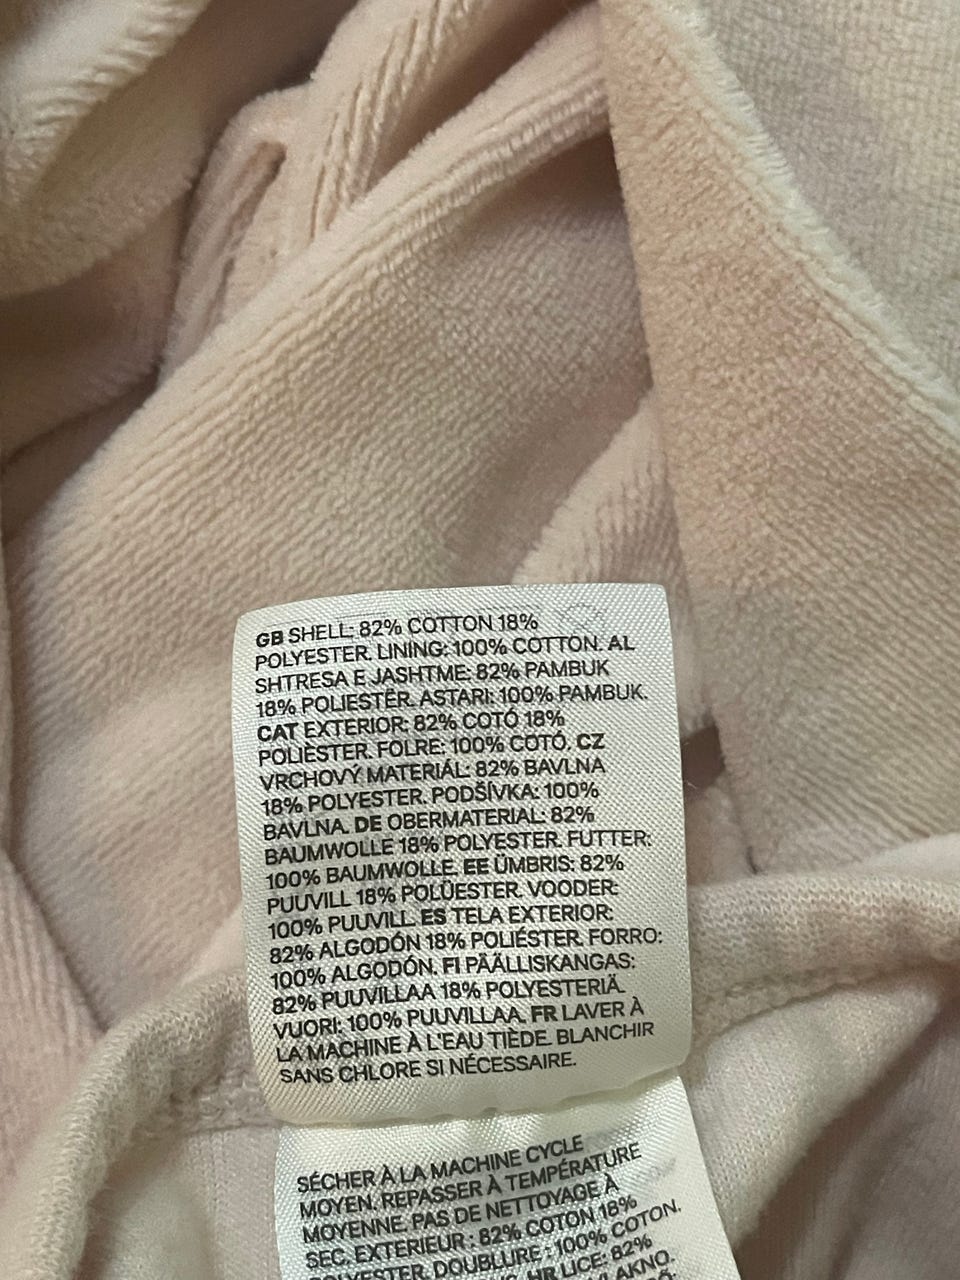 GB SHELL: 82% COTTON 18%
POLYESTER. LINING: 100% COTTON. AL
SHTRESA E JASHTME: 82% PAMBUK
18% POLIESTËR. ASTARI: 100% PAMBUK.
CAT EXTERIOR: 82% COTÓ 18%
POLIÈSTER. FOLRE: 100% COTÓ. CZ
VRCHOVÝ MATERIÁL: 82% BAVLNA
18% POLYESTER. PODŠÍVKA: 100%
BAVLNA. DE OBERMATERIAL: 82%
BAUMWOLLE 18% POLYESTER. FUTTER:
100% BAUMWOLLE. EE ÜMBRIS: 82%
PUUVILL 18% POLÜESTER. VOODER:
100% PUUVILL. ES TELA EXTERIOR:
82% ALGODÓN 18% POLIÉSTER. FORRO:
100% ALGODÓN. FI PÄÄLLISKANGAS:
82% PUUVILLAA 18% POLYESTERIÄ.
VUORI: 100% PUUVILLAA. FR LAVER À
LA MACHINE À L'EAU TIÈDE. BLANCHIR
SANS CHLORE SI NÉCESSAIRE.
SÉCHER À LA MACHINE CYCLE
MOYEN. REPASSER À TEMPÉRATURE
MOYENNE. PAS DE NETTOYAGE À
SEC. EXTERIEUR : 82% COTON 18%
POLYESTER. DOUBLURE : 100% COTON.
HR LICE: 82%